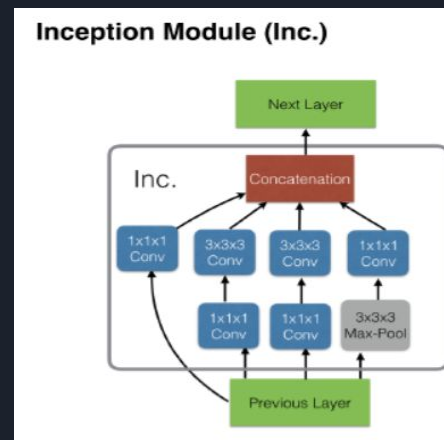 Inception Module (Inc.)
Next Layer
Inc.
Concatenation
1x1x1
Conv
3x3x3
Conv
3x3x3
Conv
1x1x1
Conv
1x1x1
Conv
1x1x1
Conv
3x3x3
Max-Pool
Previous Layer